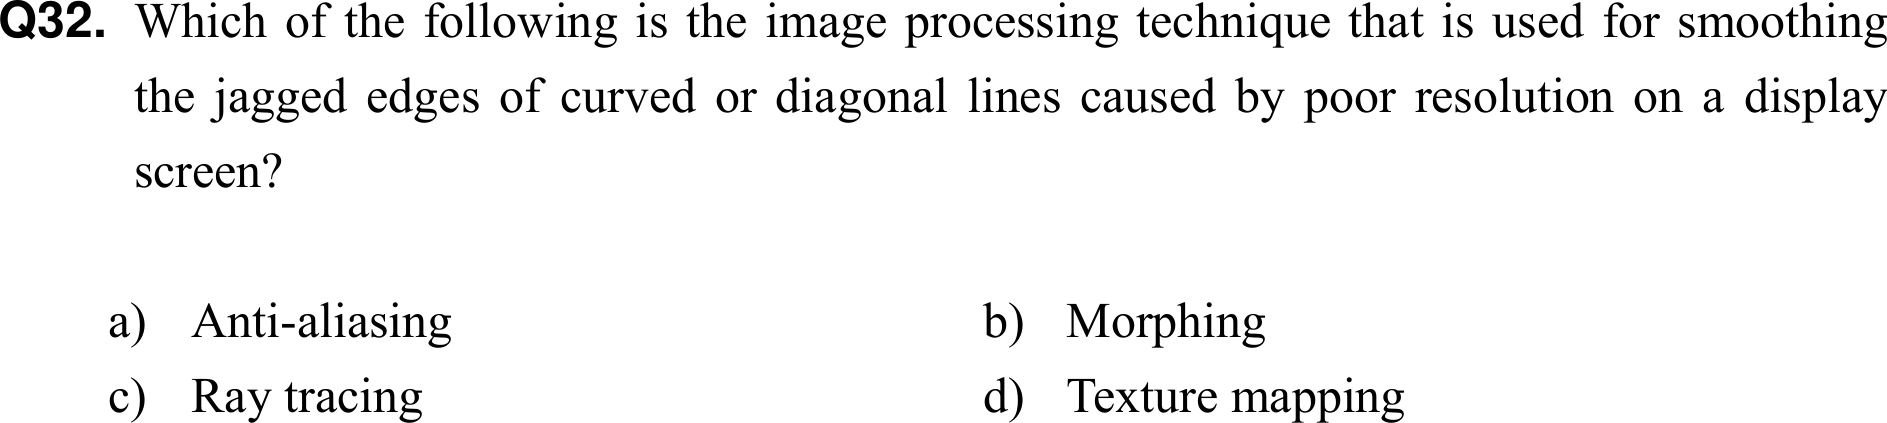 Q32. Which of the following is the image processing technique that is used for smoothing
the jagged edges of curved or diagonal lines caused by poor resolution on a display
screen?
a) Anti-aliasing b) Morphing
c) Ray tracing d) Texture mapping